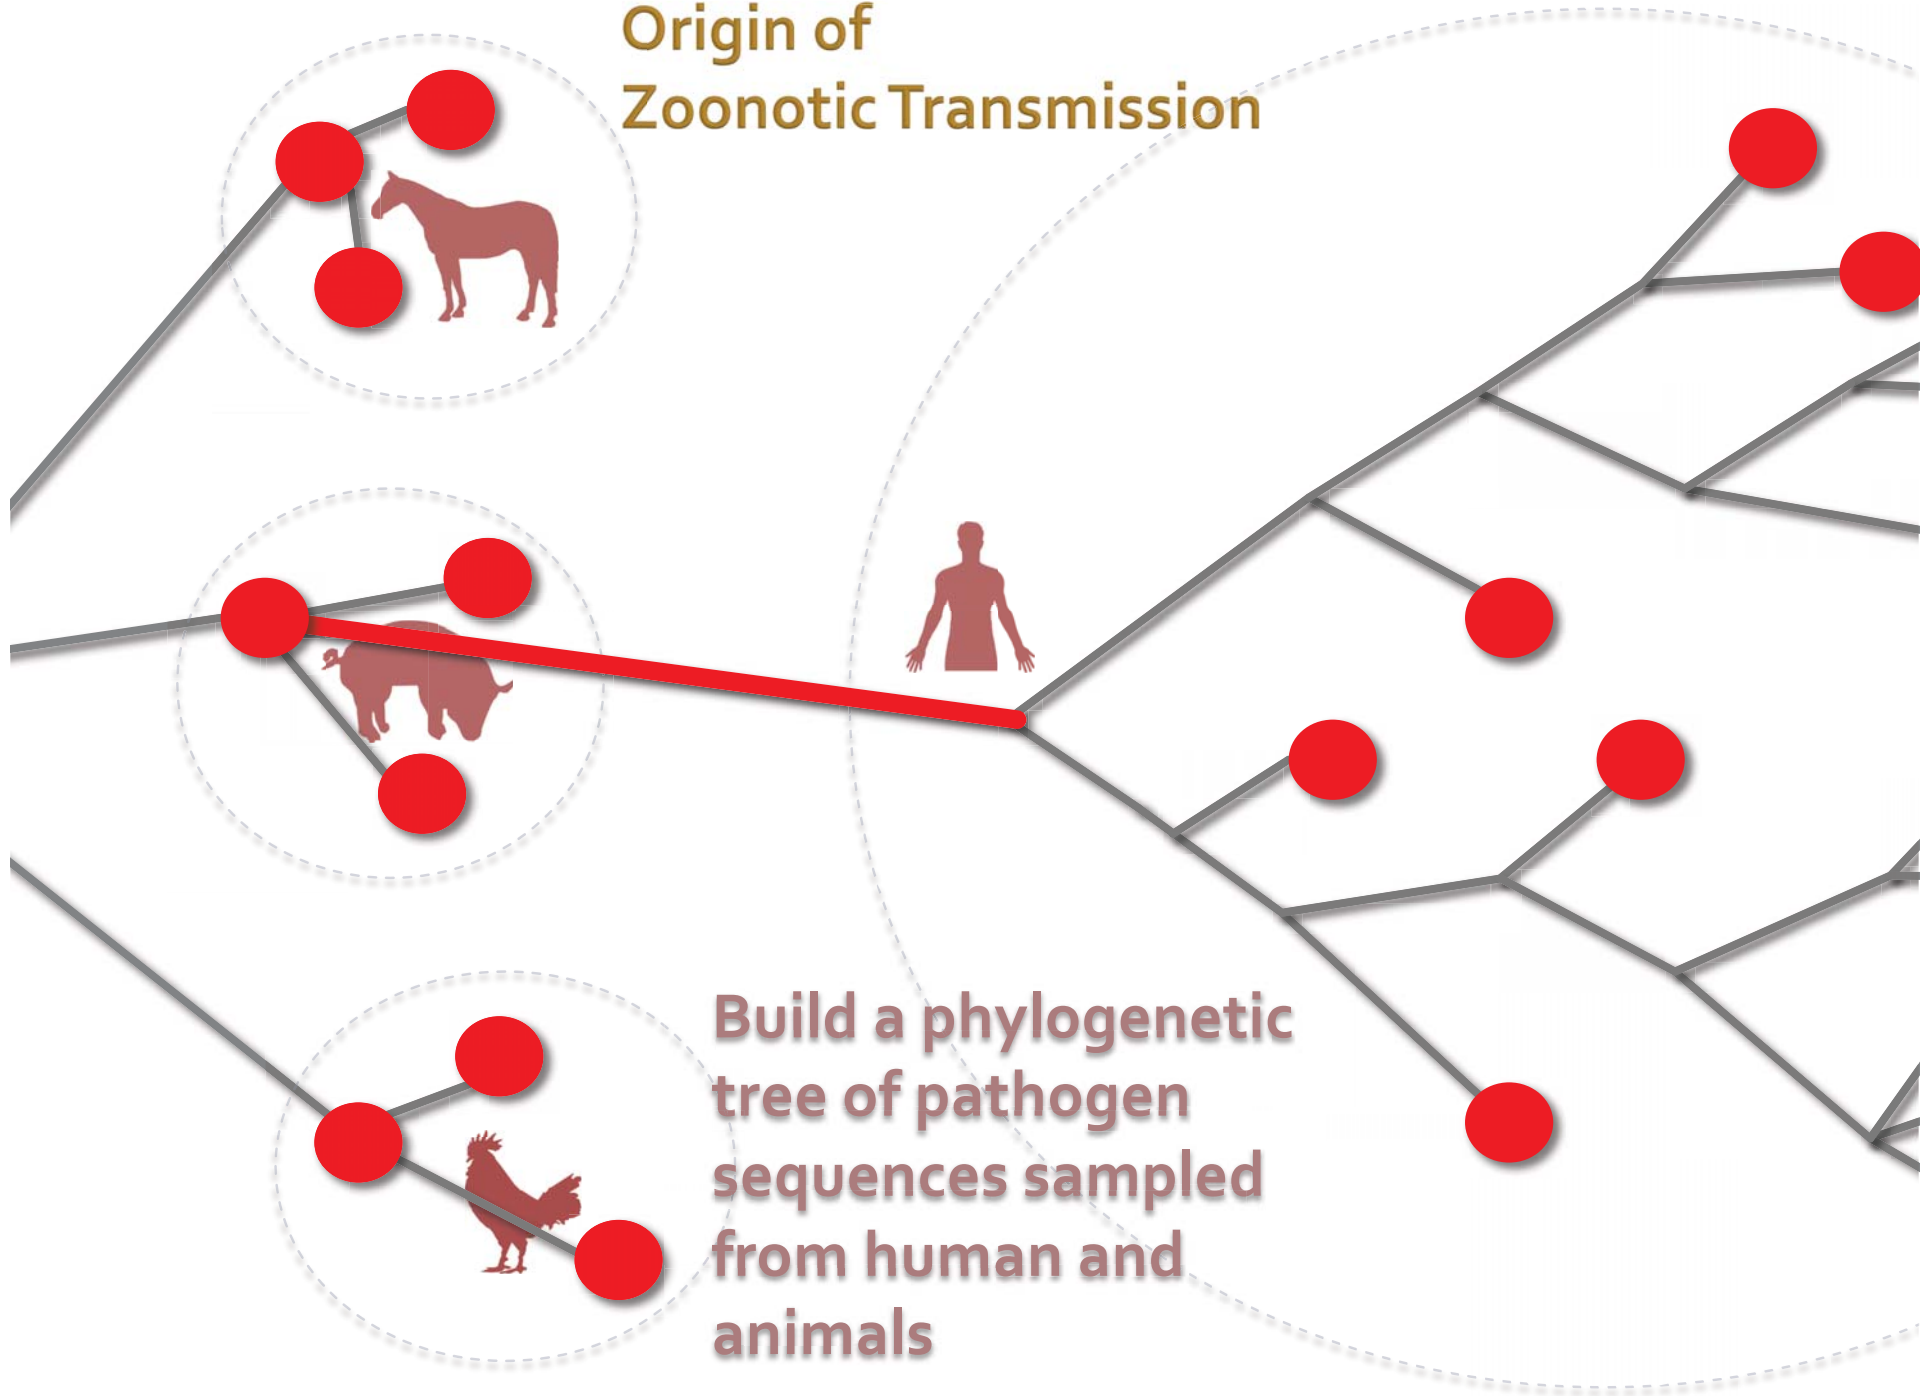 Origin of
Zoonotic Transmission
Build a phylogenetic
tree of pathogen
sequences sampled
from human and
animals